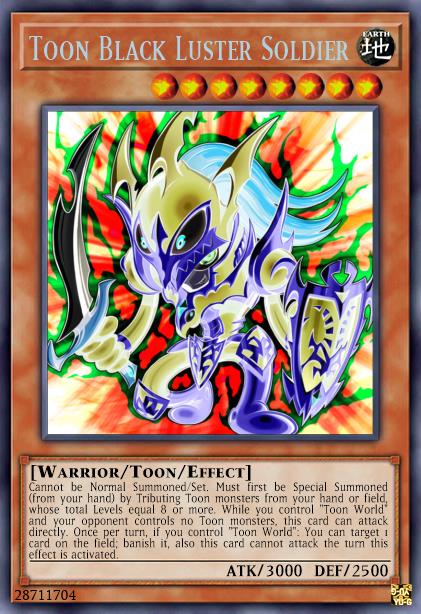 Toon Black Luster Soldier
EARTH
地
[Warrior/Toon/Effect]
Cannot be Normal Summoned/Set. Must first be Special Summoned
(from your hand) by Tributing Toon monsters from your hand or field,
whose total Levels equal 8 or more. While you control "Toon World"
and your opponent controls no Toon monsters, this card can attack
directly. Once per turn, if you control "Toon World": You can target 1
card on the field; banish it, also this card cannot attack the turn this
effect is activated.
ATK/3000 DEF/2500
28711704